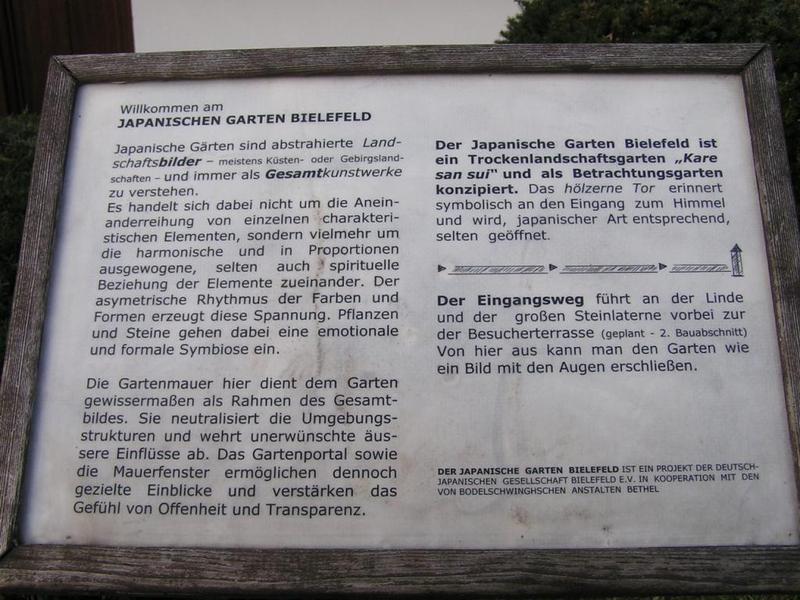 Willkommen am
JAPANISCHEN GARTEN BIELEFELD
Japanische Gärten sind abstrahierte Land-
schaftsbilder – meistens Küsten- oder Gebirgsland-
schaften – und immer als Gesamtkunstwerke
zu verstehen.
Es handelt sich dabei nicht um die Anein-
anderreihung von einzelnen charakteri-
stischen Elementen, sondern vielmehr um
die harmonische und in Proportionen
ausgewogene, selten auch spirituelle
Beziehung der Elemente zueinander. Der
asymetrische Rhythmus der Farben und
Formen erzeugt diese Spannung. Pflanzen
und Steine gehen dabei eine emotionale
und formale Symbiose ein.
Die Gartenmauer hier dient dem Garten
gewissermaßen als Rahmen des Gesamt-
bildes. Sie neutralisiert die Umgebungs-
strukturen und wehrt unerwünschte äus-
sere Einflüsse ab. Das Gartenportal sowie
die Mauerfenster ermöglichen dennoch
gezielte Einblicke und verstärken das
Gefühl von Offenheit und Transparenz.
Der Japanische Garten Bielefeld ist
ein Trockenlandschaftsgarten „Kare
san sui" und als Betrachtungsgarten
konzipiert. Das hölzerne Tor erinnert
symbolisch an den Eingang zum Himmel
und wird, japanischer Art entsprechend,
selten geöffnet.
Der Eingangsweg führt an der Linde
und der großen Steinlaterne vorbei zur
der Besucherterrasse (geplant - 2. Bauabschnitt)
Von hier aus kann man den Garten wie
ein Bild mit den Augen erschließen.
DER JAPANISCHE GARTEN BIELEFELD IST EIN PROJEKT DER DEUTSCH-
JAPANISCHEN GESELLSCHAFT BIELEFELD E.V. IN KOOPERATION MIT DEN
VON BODELSCHWINGHSCHEN ANSTALTEN BETHEL